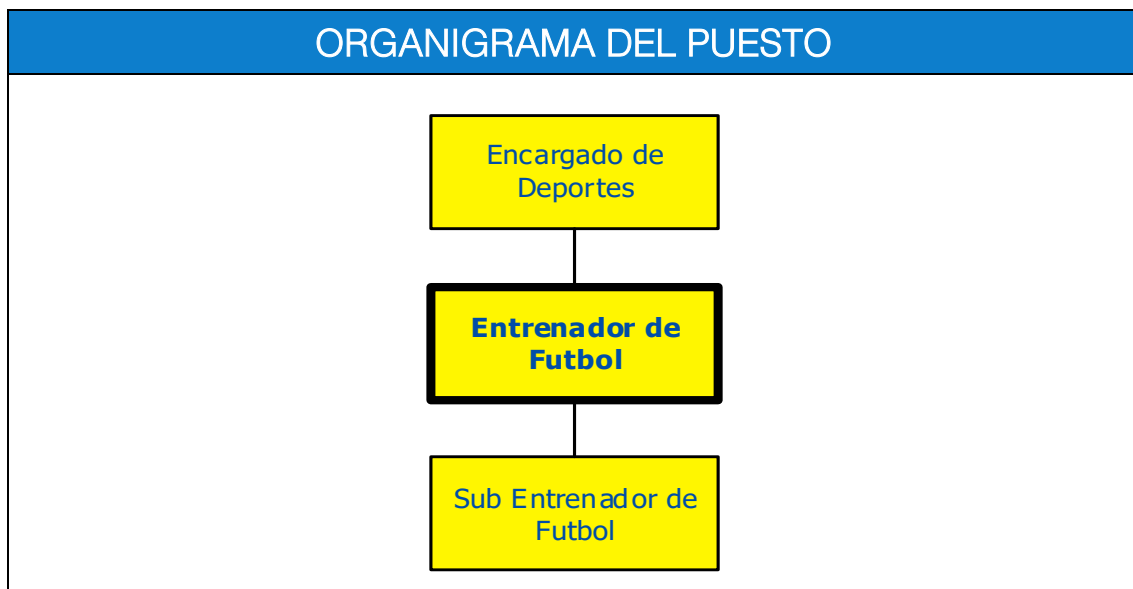 ORGANIGRAMA DEL PUESTO
Encargado de
Deportes
Entrenador de
Futbol
Sub Entrenador de
Futbol